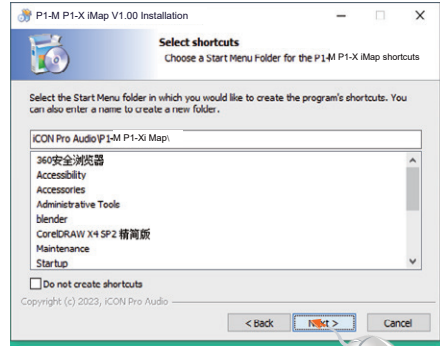 P1-M P1-X iMap V1.00 Installation
Select shortcuts
Choose a Start Menu Folder for the P1-M P1-X iMap shortcuts
Select the Start Menu folder in which you would like to create the program's shortcuts. You
can also enter a name to create a new folder.
iCON Pro Audio\P1-M P1-Xi Map\
360安全浏览器
Accessibility
Accessories
Administrative Tools
blender
CorelDRAW X4 SP2 精简版
Maintenance
Startup
Do not create shortcuts
Copyright (c) 2023, iCON Pro Audio
< Back Next > Cancel